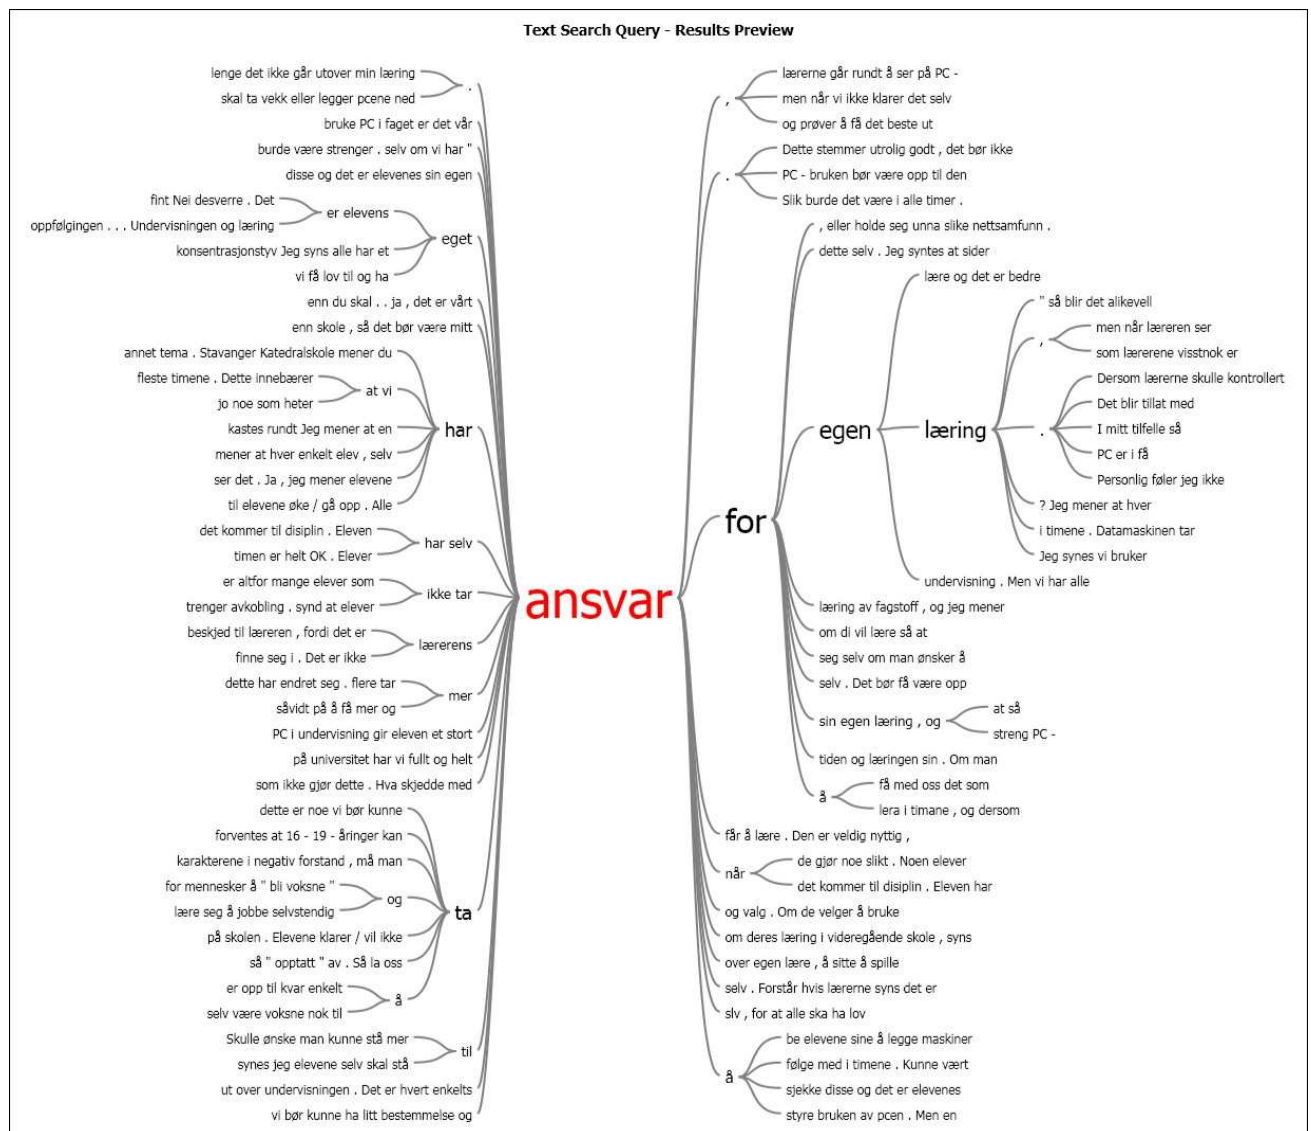 Text Search Query - Results Preview
lenge det ikke går utover min læring
skal ta vekk eller legger pcene ned
.
bruke PC i faget er det vår
burde være strenger . selv om vi har "
disse og det er elevenes sin egen
fint Nei desverre . Det
oppfølgingen . . . Undervisningen og læring
er elevens
konsentrasjonstyv Jeg syns alle har et
vi få lov til og ha
eget
enn du skal . . ja , det er vårt
enn skole , så det bør være mitt
annet tema . Stavanger Katedralskole mener du
fleste timene . Dette innebærer
jo noe som heter
at vi
kastes rundt Jeg mener at en
mener at hver enkelt elev , selv
ser det . Ja , jeg mener elevene
til elevene øke / gå opp . Alle
har
det kommer til disiplin . Eleven
timen er helt OK . Elever
har selv
er altfor mange elever som
trenger avkobling . synd at elever
ikke tar
beskjed til læreren , fordi det er
finne seg i . Det er ikke
lærerens
dette har endret seg . flere tar
såvidt på å få mer og
mer
PC i undervisning gir eleven et stort
på universitet har vi fullt og helt
som ikke gjør dette . Hva skjedde med
dette er noe vi bør kunne
forventes at 16 - 19 - åringer kan
karakterene i negativ forstand , må man
for mennesker å " bli voksne "
lære seg å jobbe selvstendig
og
på skolen . Elevene klarer / vil ikke
så " opptatt " av . Så la oss
er opp til kvar enkelt
selv være voksne nok til
å
ta
Skulle ønske man kunne stå mer
synes jeg elevene selv skal stå
til
ut over undervisningen . Det er hvert enkelts
vi bør kunne ha litt bestemmelse og
ansvar
,
lærerne går rundt å ser på PC -
men når vi ikke klarer det selv
og prøver å få det beste ut
.
Dette stemmer utrolig godt , det bør ikke
PC - bruken bør være opp til den
Slik burde det være i alle timer .
for
, eller holde seg unna slike nettsamfunn .
dette selv . Jeg syntes at sider
egen
lære og det er bedre
læring
" så blir det alikevell
,
men når læreren ser
som lærerene visstnok er
.
Dersom lærerne skulle kontrollert
Det blir tillat med
I mitt tilfelle så
PC er i få
Personlig føler jeg ikke
? Jeg mener at hver
i timene . Datamaskinen tar
Jeg synes vi bruker
undervisning . Men vi har alle
læring av fagstoff , og jeg mener
om di vil lære så at
seg selv om man ønsker å
selv . Det bør få være opp
sin egen læring , og
at så
streng PC -
tiden og læringen sin . Om man
å
få med oss det som
lera i timane , og dersom
får å lære . Den er veldig nyttig ,
når
de gjør noe slikt . Noen elever
det kommer til disiplin . Eleven har
og valg . Om de velger å bruke
om deres læring i videregående skole , syns
over egen lære , å sitte å spille
selv . Forstår hvis lærerne syns det er
slv , for at alle ska ha lov
å
be elevene sine å legge maskiner
følge med i timene . Kunne vært
sjekke disse og det er elevenes
styre bruken av pcen . Men en